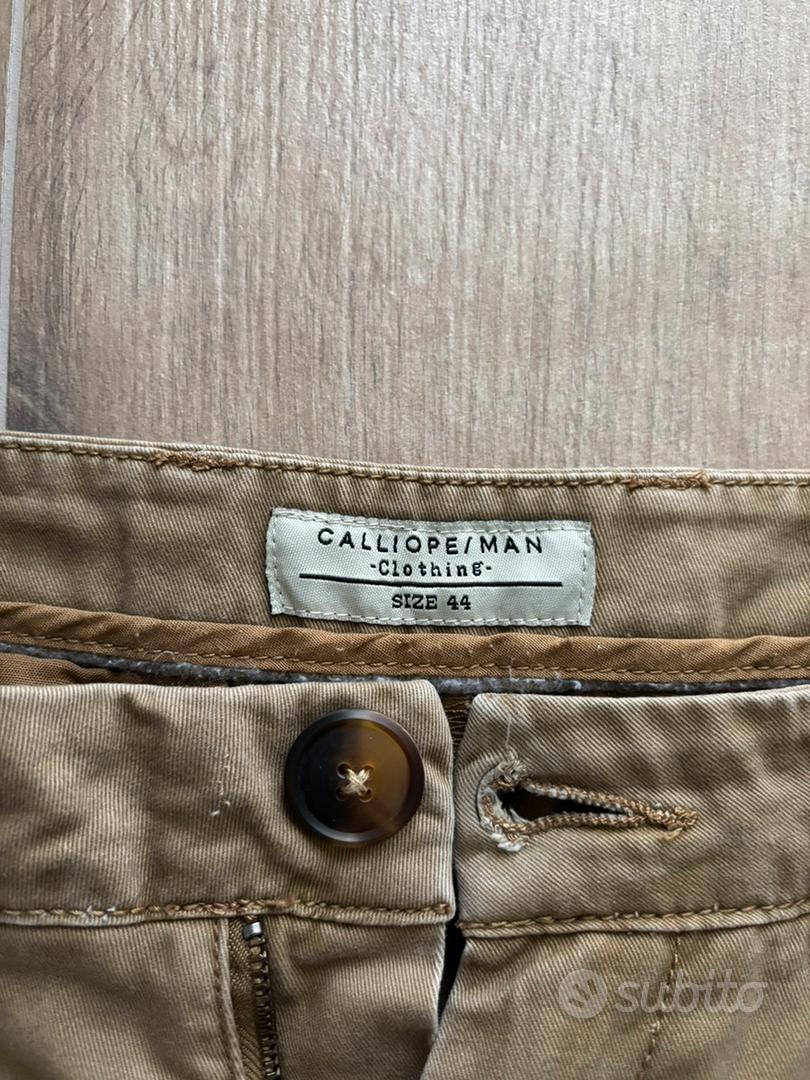 CALLIOPE/MAN
-Clothing-
SIZE 44
subito